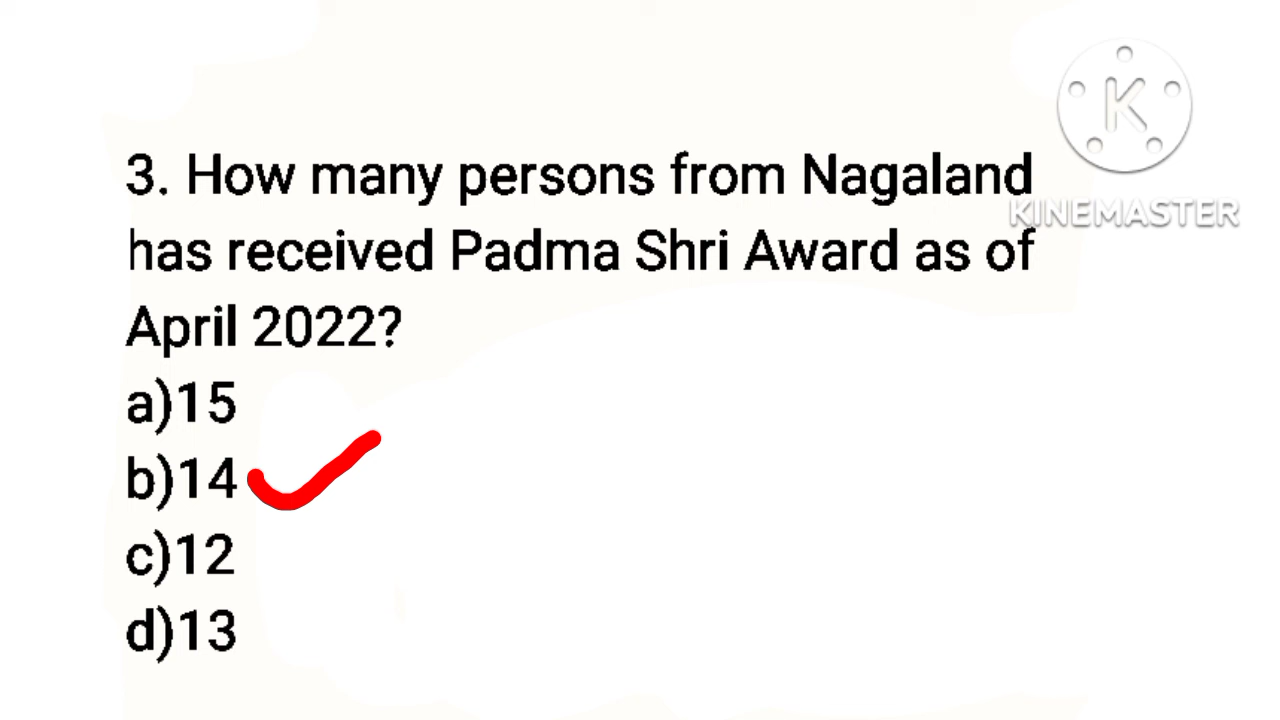 K
KINEMASTER
3. How many persons from Nagaland
has received Padma Shri Award as of
April 2022?
a)15
b)14
c)12
d)13